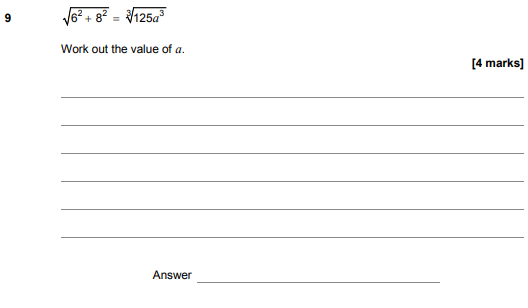 9 √6² + 8² = ∛125a³
Work out the value of a.
[4 marks]
Answer